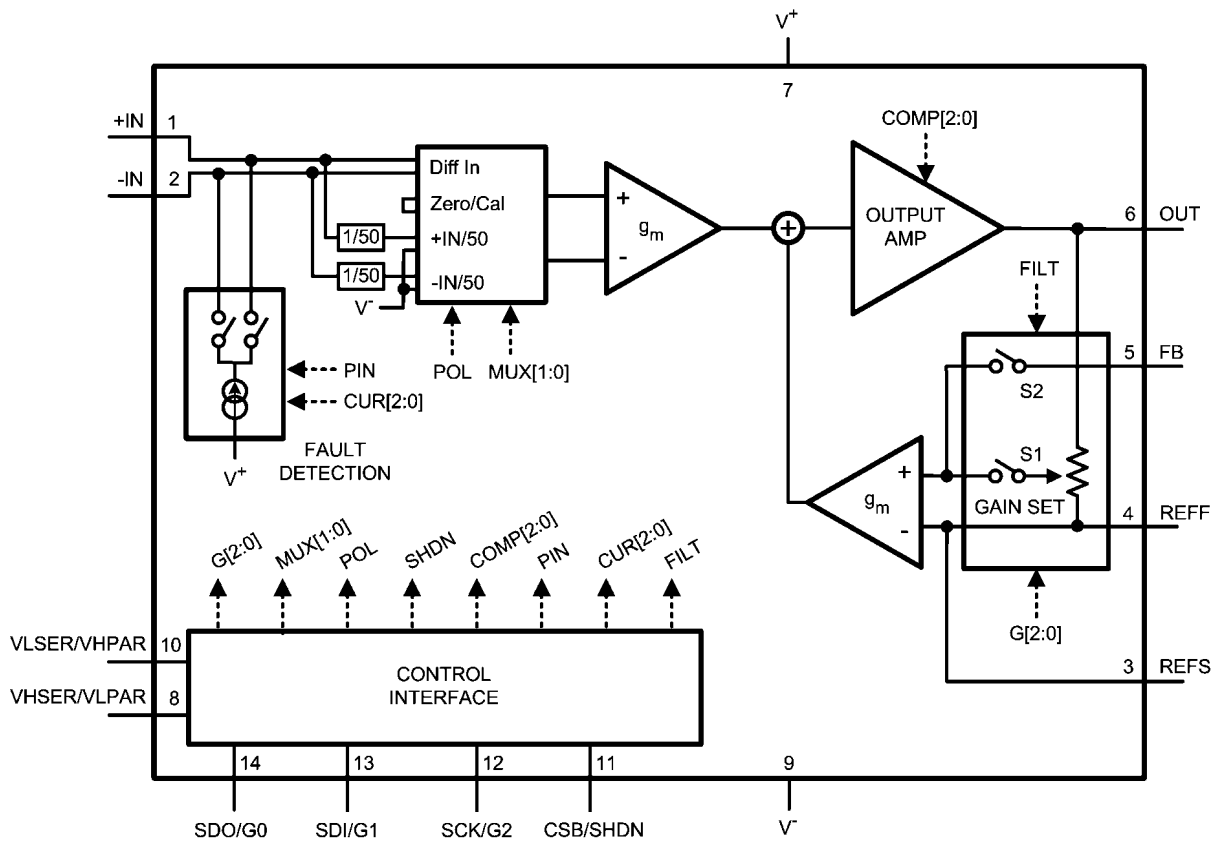 V+
7
+IN 1
-IN 2
Diff In
Zero/Cal
+IN/50
-IN/50
1/50
1/50
V-
POL
MUX[1:0]
+
gm
-
+
COMP[2:0]
OUTPUT
AMP
6 OUT
FILT
5 FB
S2
S1
GAIN SET
4 REFF
+
gm
-
G[2:0]
3 REFS
PIN
CUR[2:0]
FAULT
DETECTION
V+
G[2:0]
MUX[1:0]
POL
SHDN
COMP[2:0]
PIN
CUR[2:0]
FILT
VLSER/VHPAR 10
VHSER/VLPAR 8
CONTROL
INTERFACE
14
13
12
11
9
SDO/G0
SDI/G1
SCK/G2
CSB/SHDN
V-